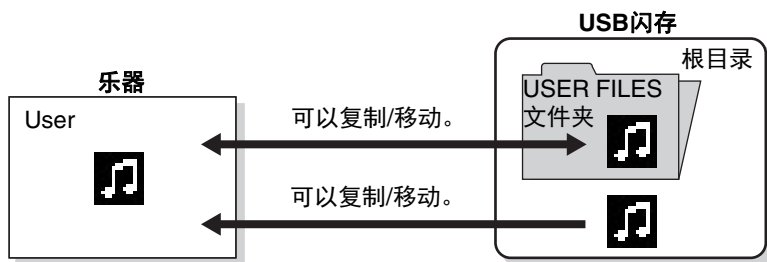 USB闪存
根目录
乐器
USER FILES
文件夹
User
可以复制/移动。
可以复制/移动。